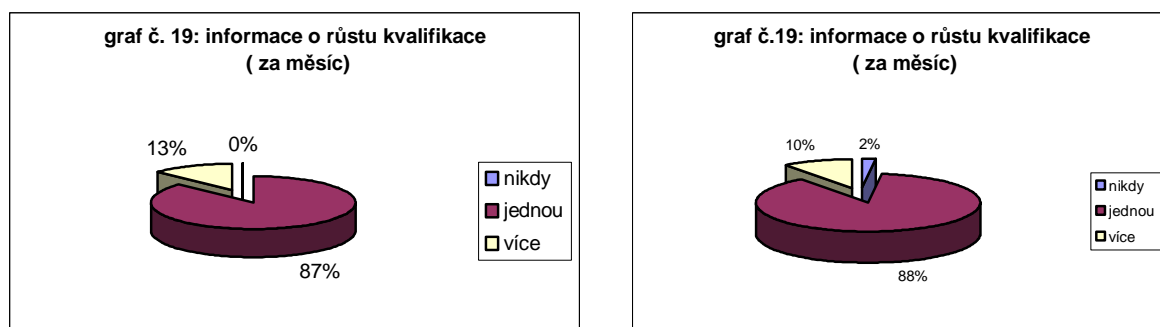 graf č. 19: informace o růstu kvalifikace
( za měsíc)
13%
0%
87%
nikdy
jednou
více
graf č.19: informace o růstu kvalifikace
( za měsíc)
10%
2%
88%
nikdy
jednou
více